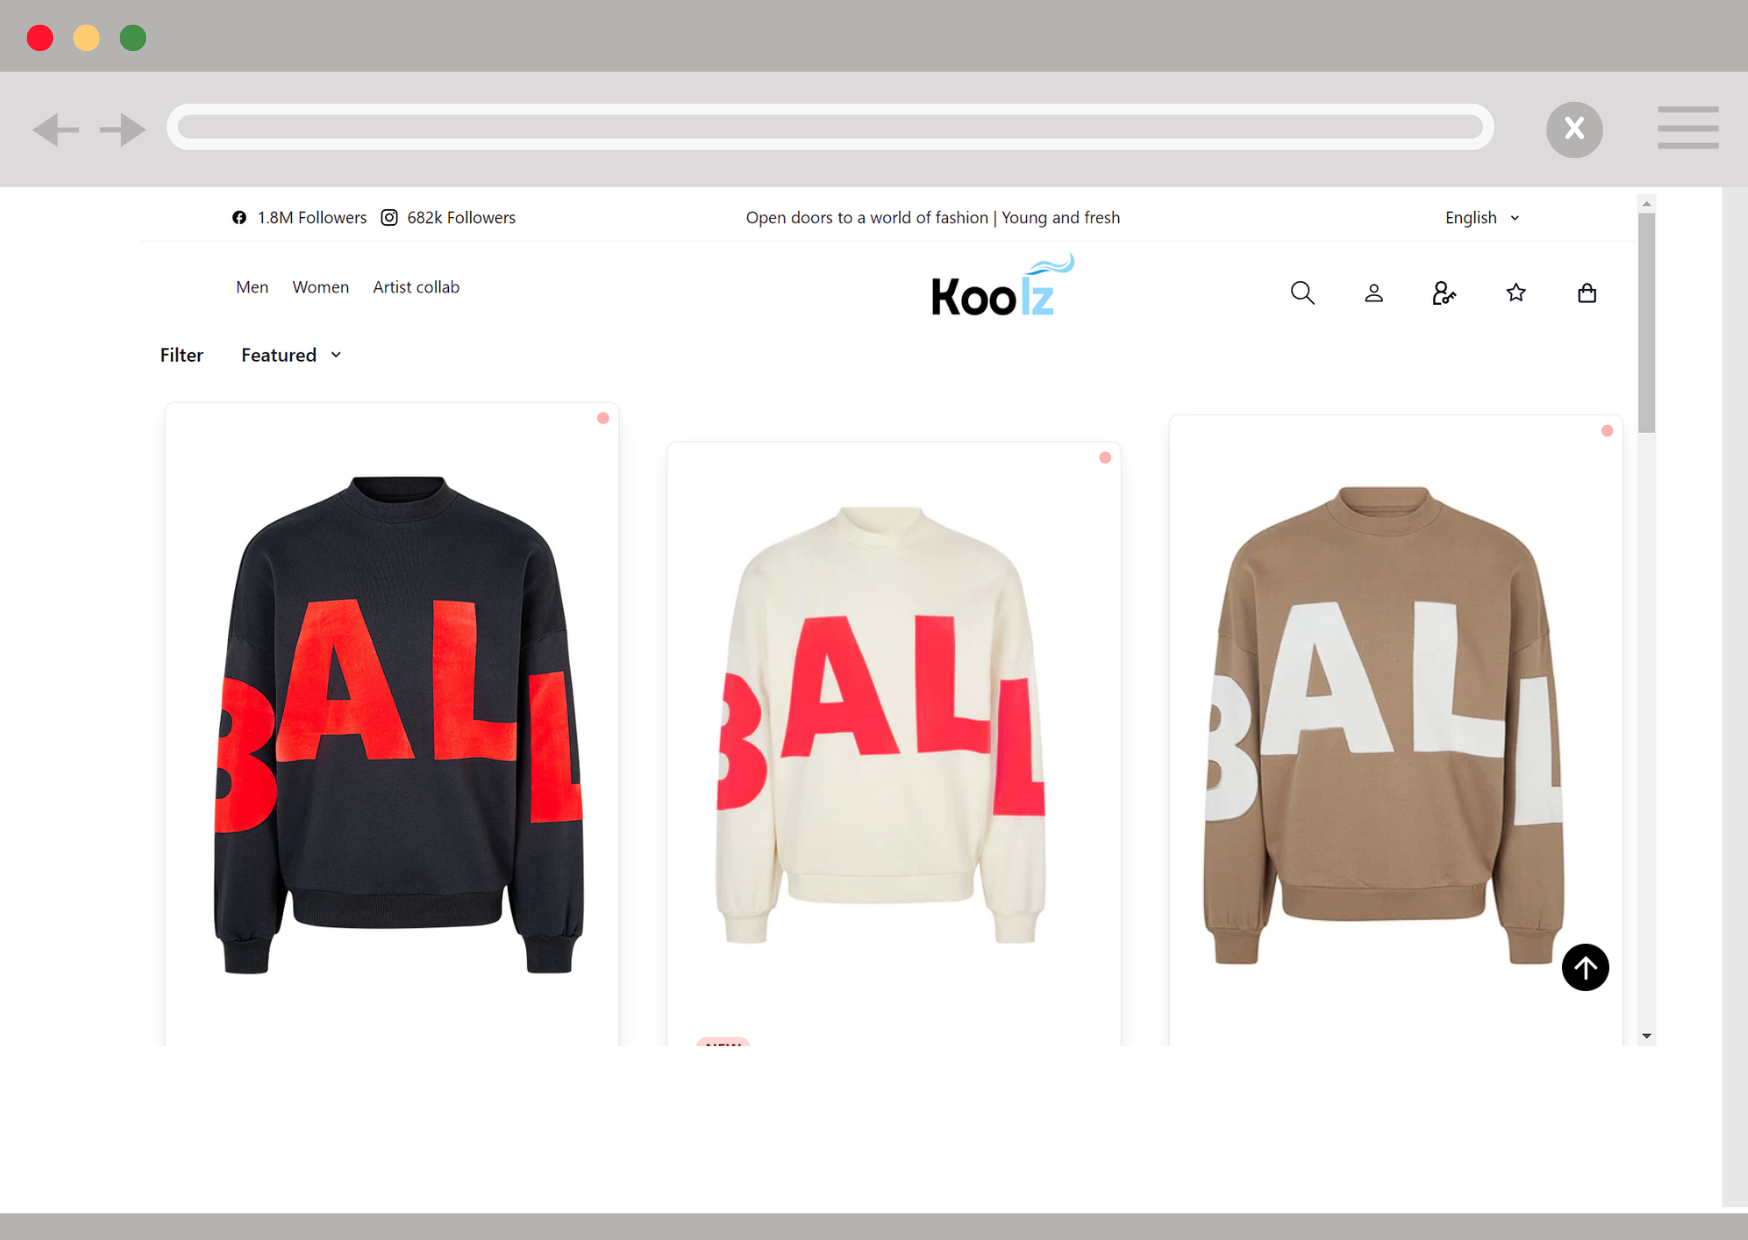 X
1.8M Followers 682k Followers
Open doors to a world of fashion | Young and fresh
English
Men Women Artist collab
Koolz
Filter Featured
BALL
BALL
BALL
NEW